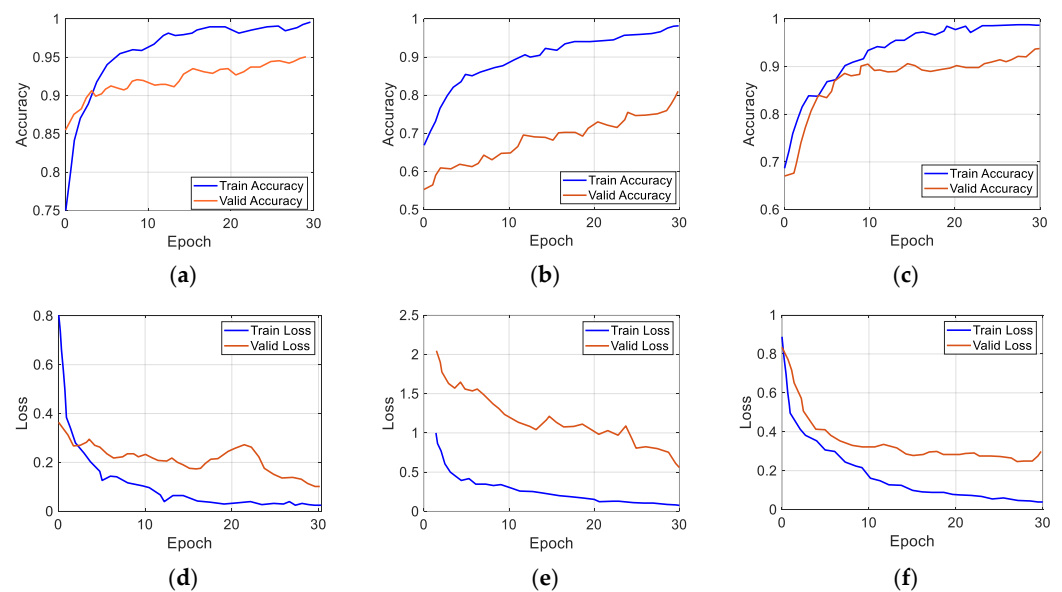 1
0.95
0.9
0.85
0.8
0.75
0 10 20 30
Accuracy
Epoch
Train Accuracy
Valid Accuracy
(a)
1
0.9
0.8
0.7
0.6
0.5
0 10 20 30
Accuracy
Epoch
Train Accuracy
Valid Accuracy
(b)
1
0.9
0.8
0.7
0.6
0 10 20 30
Accuracy
Epoch
Train Accuracy
Valid Accuracy
(c)
0.8
0.6
0.4
0.2
0
0 10 20 30
Loss
Epoch
Train Loss
Valid Loss
(d)
2.5
2
1.5
1
0.5
0
0 10 20 30
Loss
Epoch
Train Loss
Valid Loss
(e)
1
0.8
0.6
0.4
0.2
0
0 10 20 30
Loss
Epoch
Train Loss
Valid Loss
(f)